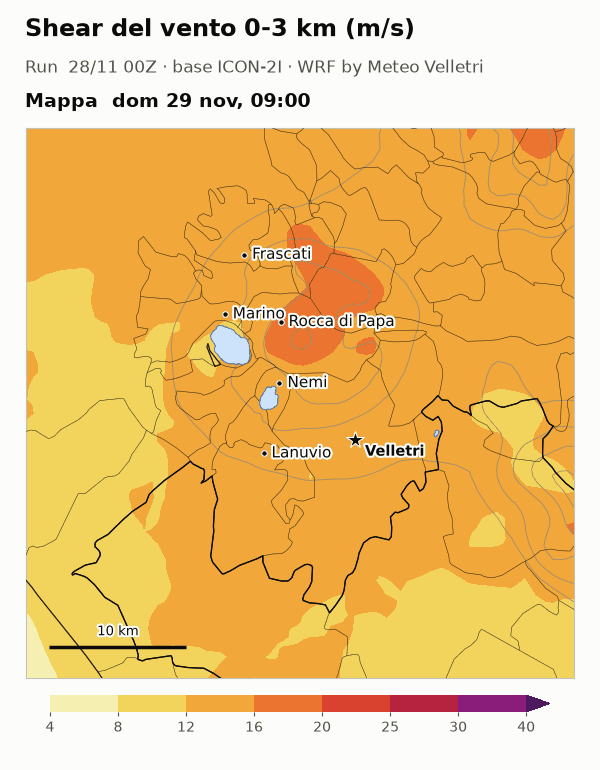 Shear del vento 0-3 km (m/s)
Run  28/11 00Z · base ICON-2I · WRF by Meteo Velletri
Mappa  dom 29 nov, 09:00
Frascati
Marino
Rocca di Papa
Nemi
Velletri
Lanuvio
10 km
4 8 12 16 20 25 30 40